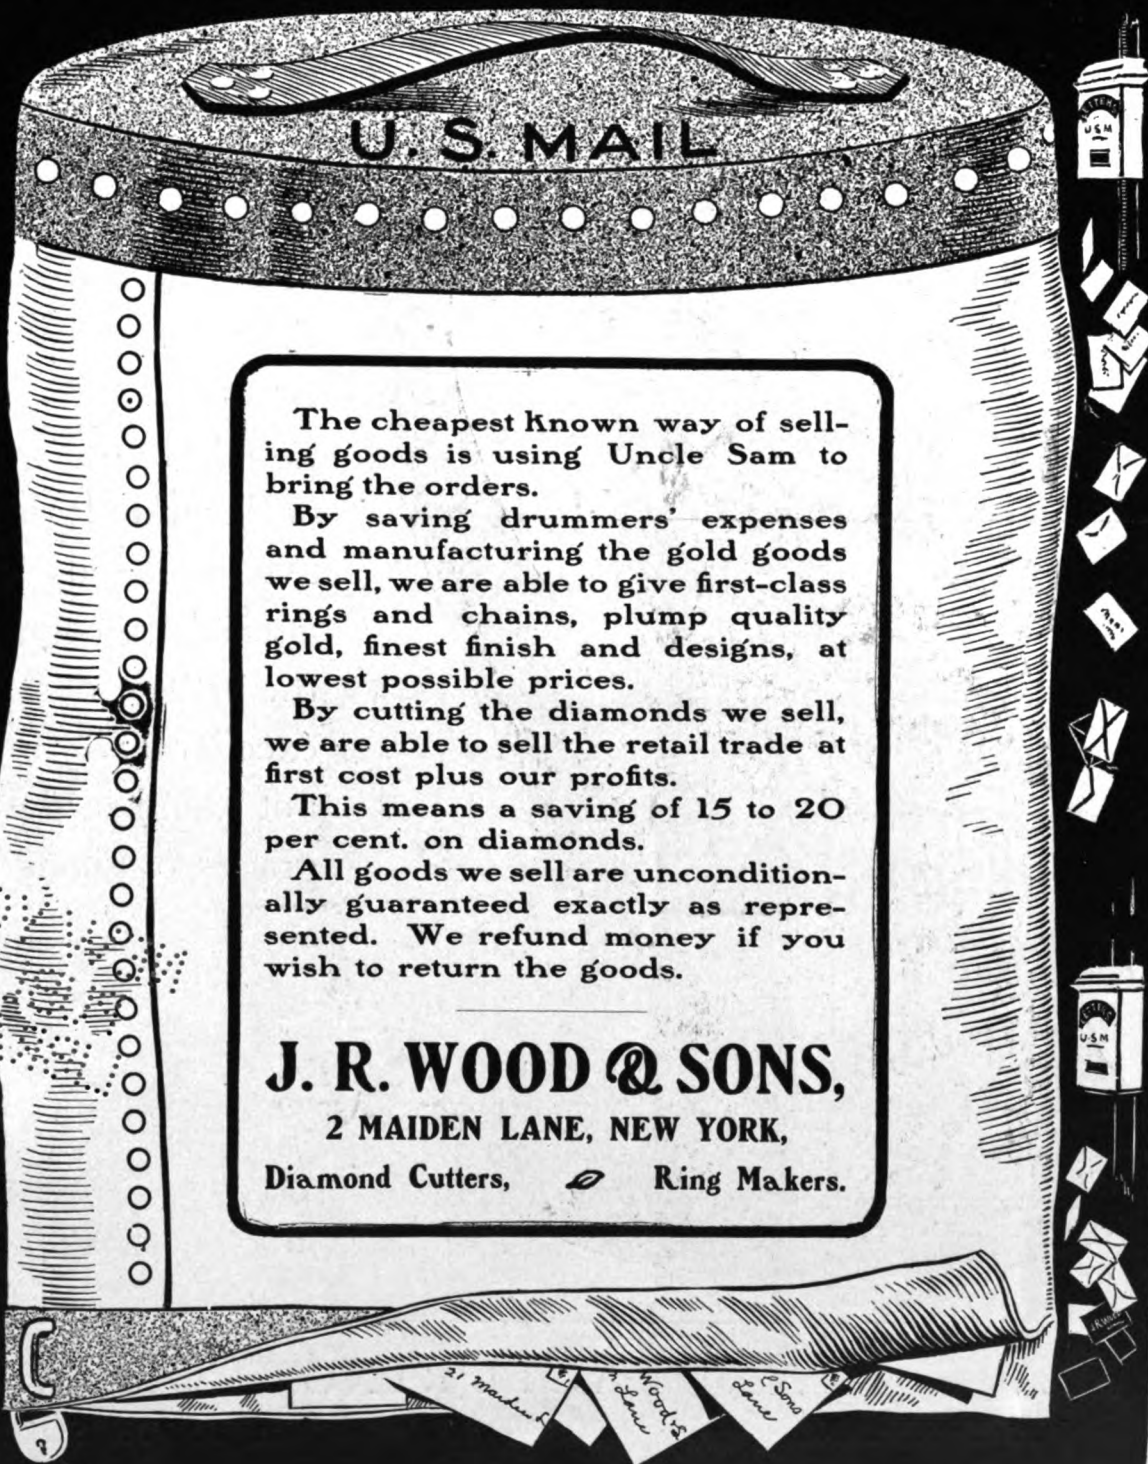 U.S. MAIL
LETTERS
U S M
The cheapest known way of sell-
ing goods is using Uncle Sam to
bring the orders.
By saving drummers' expenses
and manufacturing the gold goods
we sell, we are able to give first-class
rings and chains, plump quality
gold, finest finish and designs, at
lowest possible prices.
By cutting the diamonds we sell,
we are able to sell the retail trade at
first cost plus our profits.
This means a saving of 15 to 20
per cent. on diamonds.
All goods we sell are uncondition-
ally guaranteed exactly as repre-
sented. We refund money if you
wish to return the goods.
J. R. WOOD & SONS,
2 MAIDEN LANE, NEW YORK,
Diamond Cutters, Ring Makers.
LETTERS
U·S M
21 Maiden L
Wood & S
n Lane
& Sons
Lane